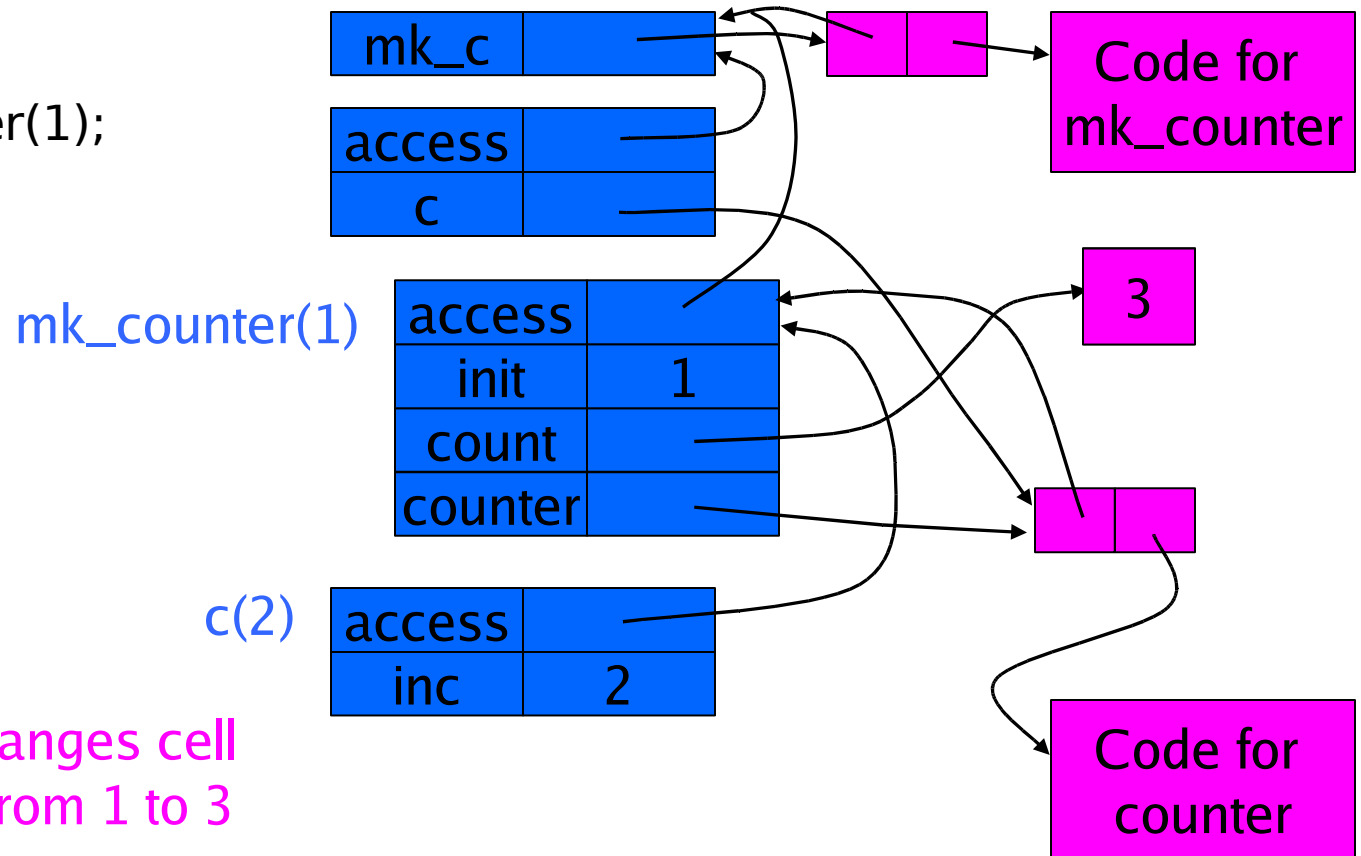 mk_c
Code for
mk_counter
er(1);
access
c
3
mk_counter(1)
access
init 1
count
counter
c(2)
access
inc 2
anges cell
rom 1 to 3
Code for
counter